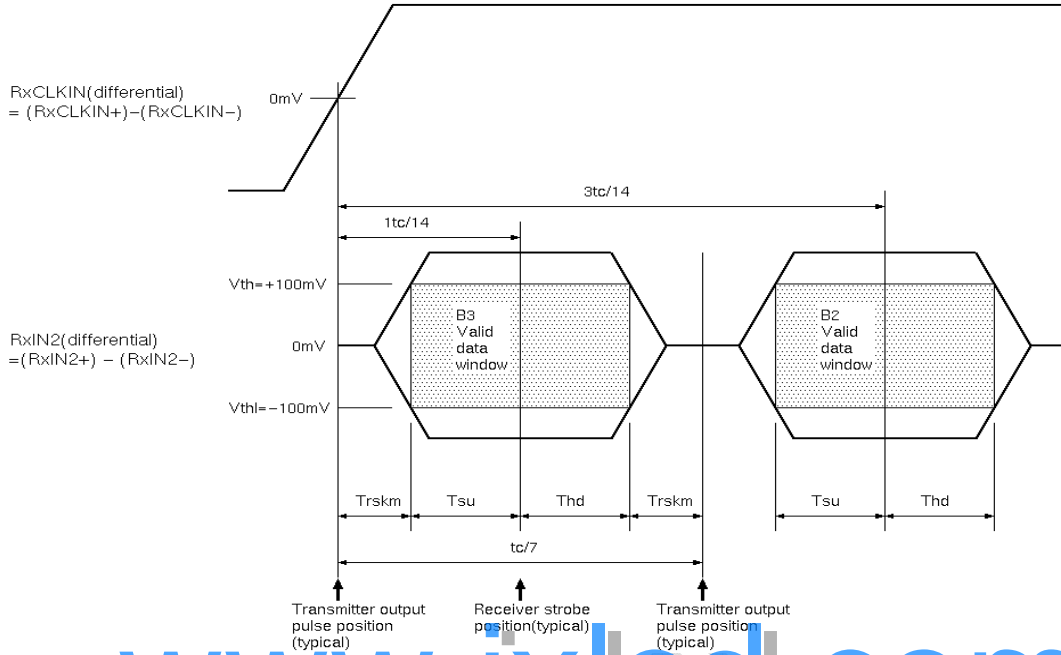 RxCLKIN(differential)
= (RxCLKIN+)−(RxCLKIN−)
0mV
3tc/14
1tc/14
Vth=+100mV
B3
Valid
data
window
B2
Valid
data
window
RxIN2(differential)
=(RxIN2+) − (RxIN2−)
0mV
Vthl=−100mV
Trskm
Tsu
Thd
Trskm
Tsu
Thd
tc/7
Transmitter output
pulse position
(typical)
Receiver strobe
position(typical)
Transmitter output
pulse position
(typical)